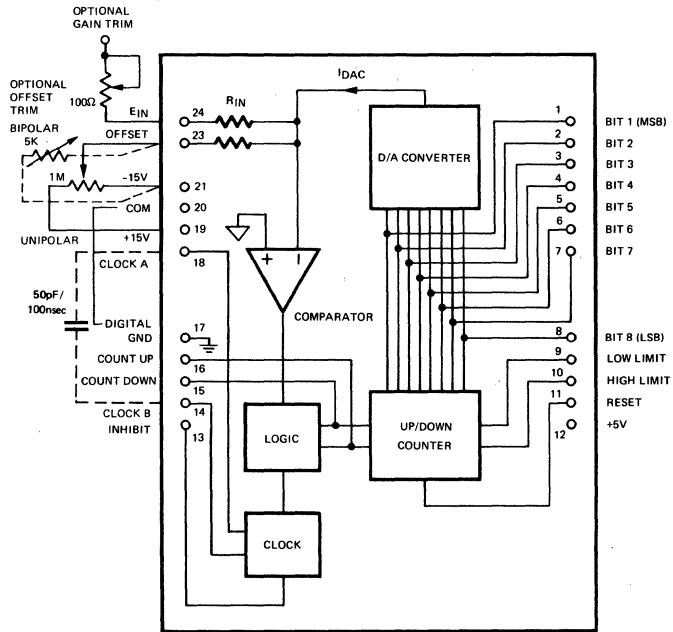 OPTIONAL
GAIN TRIM
OPTIONAL
OFFSET
TRIM
100Ω
BIPOLAR
5K
1M
UNIPOLAR
50pF/
100nsec
E_IN
OFFSET
-15V
COM
+15V
CLOCK A
DIGITAL
GND
COUNT UP
COUNT DOWN
CLOCK B
INHIBIT
24
23
21
20
19
18
17
16
15
14
13
R_IN
I_DAC
D/A CONVERTER
+
−
COMPARATOR
LOGIC
CLOCK
UP/DOWN
COUNTER
1 BIT 1 (MSB)
2 BIT 2
3 BIT 3
4 BIT 4
5 BIT 5
6 BIT 6
7 BIT 7
8 BIT 8 (LSB)
9 LOW LIMIT
10 HIGH LIMIT
11 RESET
12 +5V